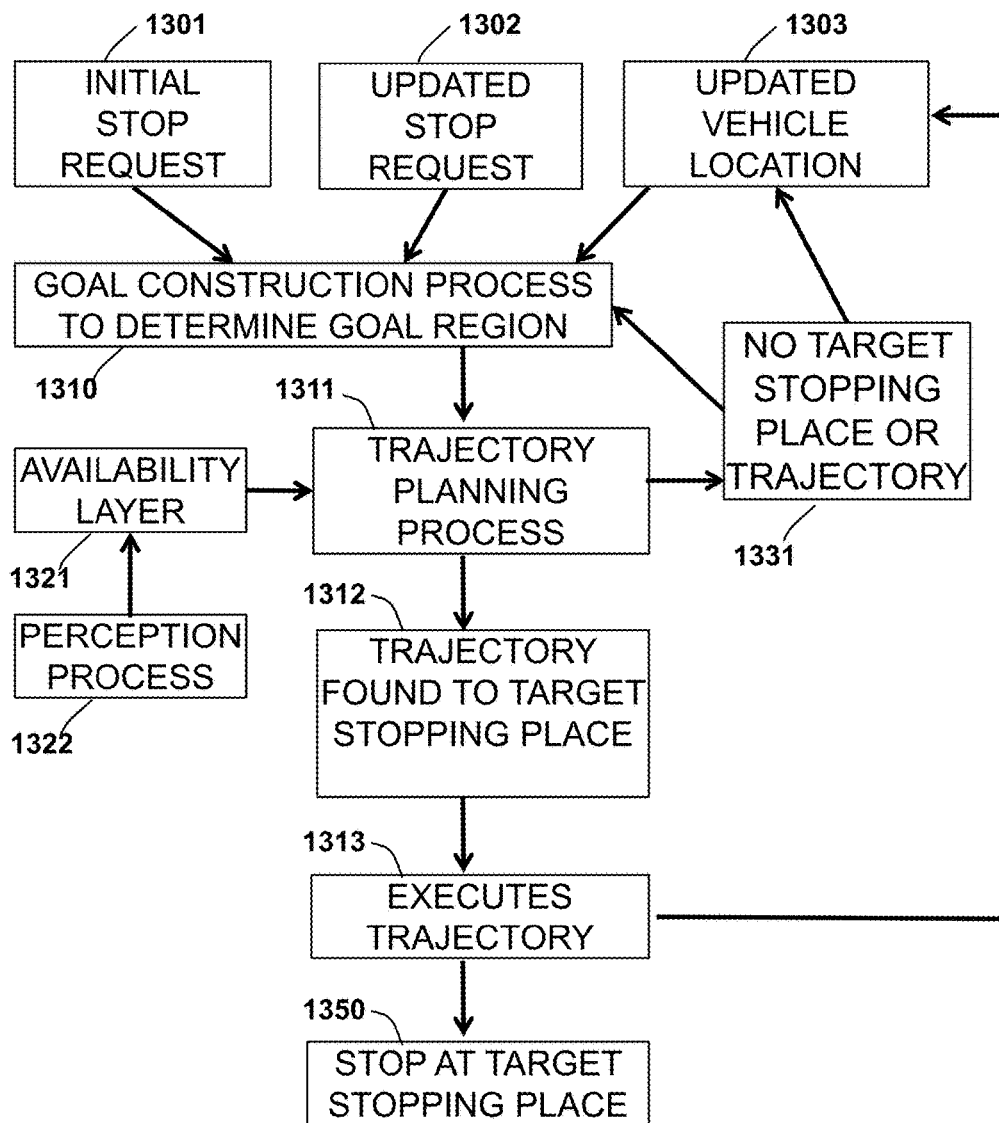 1301
INITIAL
STOP
REQUEST
1302
UPDATED
STOP
REQUEST
1303
UPDATED
VEHICLE
LOCATION
GOAL CONSTRUCTION PROCESS
TO DETERMINE GOAL REGION
1310
1311
TRAJECTORY
PLANNING
PROCESS
NO TARGET
STOPPING
PLACE OR
TRAJECTORY
1331
AVAILABILITY
LAYER
1321
PERCEPTION
PROCESS
1322
1312
TRAJECTORY
FOUND TO TARGET
STOPPING PLACE
1313
EXECUTES
TRAJECTORY
1350
STOP AT TARGET
STOPPING PLACE